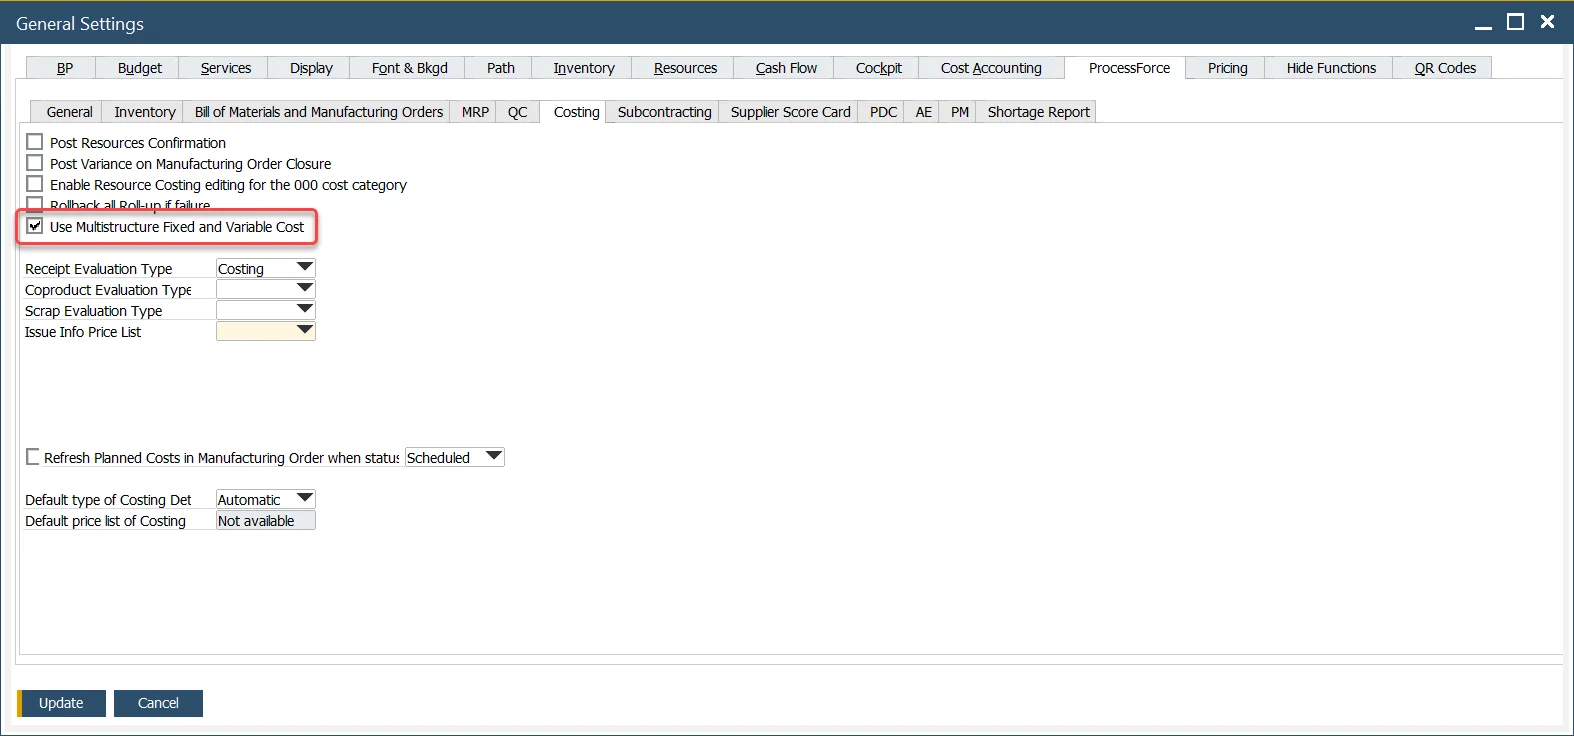 General Settings
BP Budget Services Display Font & Bkgd Path Inventory Resources Cash Flow Cockpit Cost Accounting ProcessForce Pricing Hide Functions QR Codes
General Inventory Bill of Materials and Manufacturing Orders MRP QC Costing Subcontracting Supplier Score Card PDC AE PM Shortage Report
Post Resources Confirmation
Post Variance on Manufacturing Order Closure
Enable Resource Costing editing for the 000 cost category
Rollback all Roll-up if failure
Use Multistructure Fixed and Variable Cost
Receipt Evaluation Type Costing
Coproduct Evaluation Type
Scrap Evaluation Type
Issue Info Price List
Refresh Planned Costs in Manufacturing Order when status Scheduled
Default type of Costing Det Automatic
Default price list of Costing Not available
Update Cancel